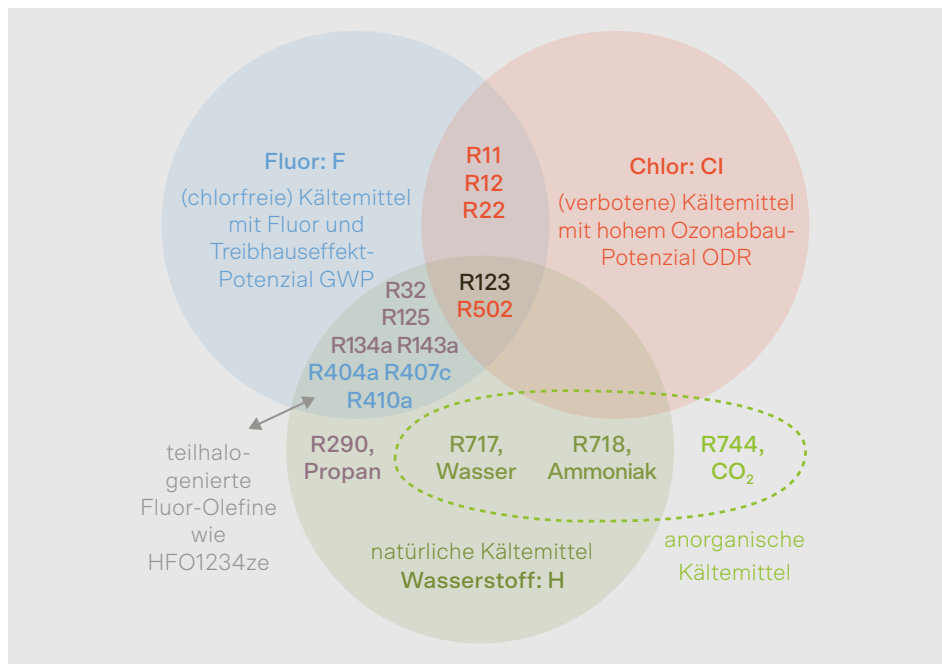 Fluor: F
(chlorfreie) Kältemittel
mit Fluor und
Treibhauseffekt-
Potenzial GWP
R11
R12
R22
Chlor: Cl
(verbotene) Kältemittel
mit hohem Ozonabbau-
Potenzial ODR
R123
R502
R32
R125
R134a R143a
R404a R407c
R410a
teilhalo-
genierte
Fluor-Olefine
wie
HFO1234ze
R290,
Propan
R717,
Wasser
R718,
Ammoniak
R744,
CO₂
natürliche Kältemittel
Wasserstoff: H
anorganische
Kältemittel